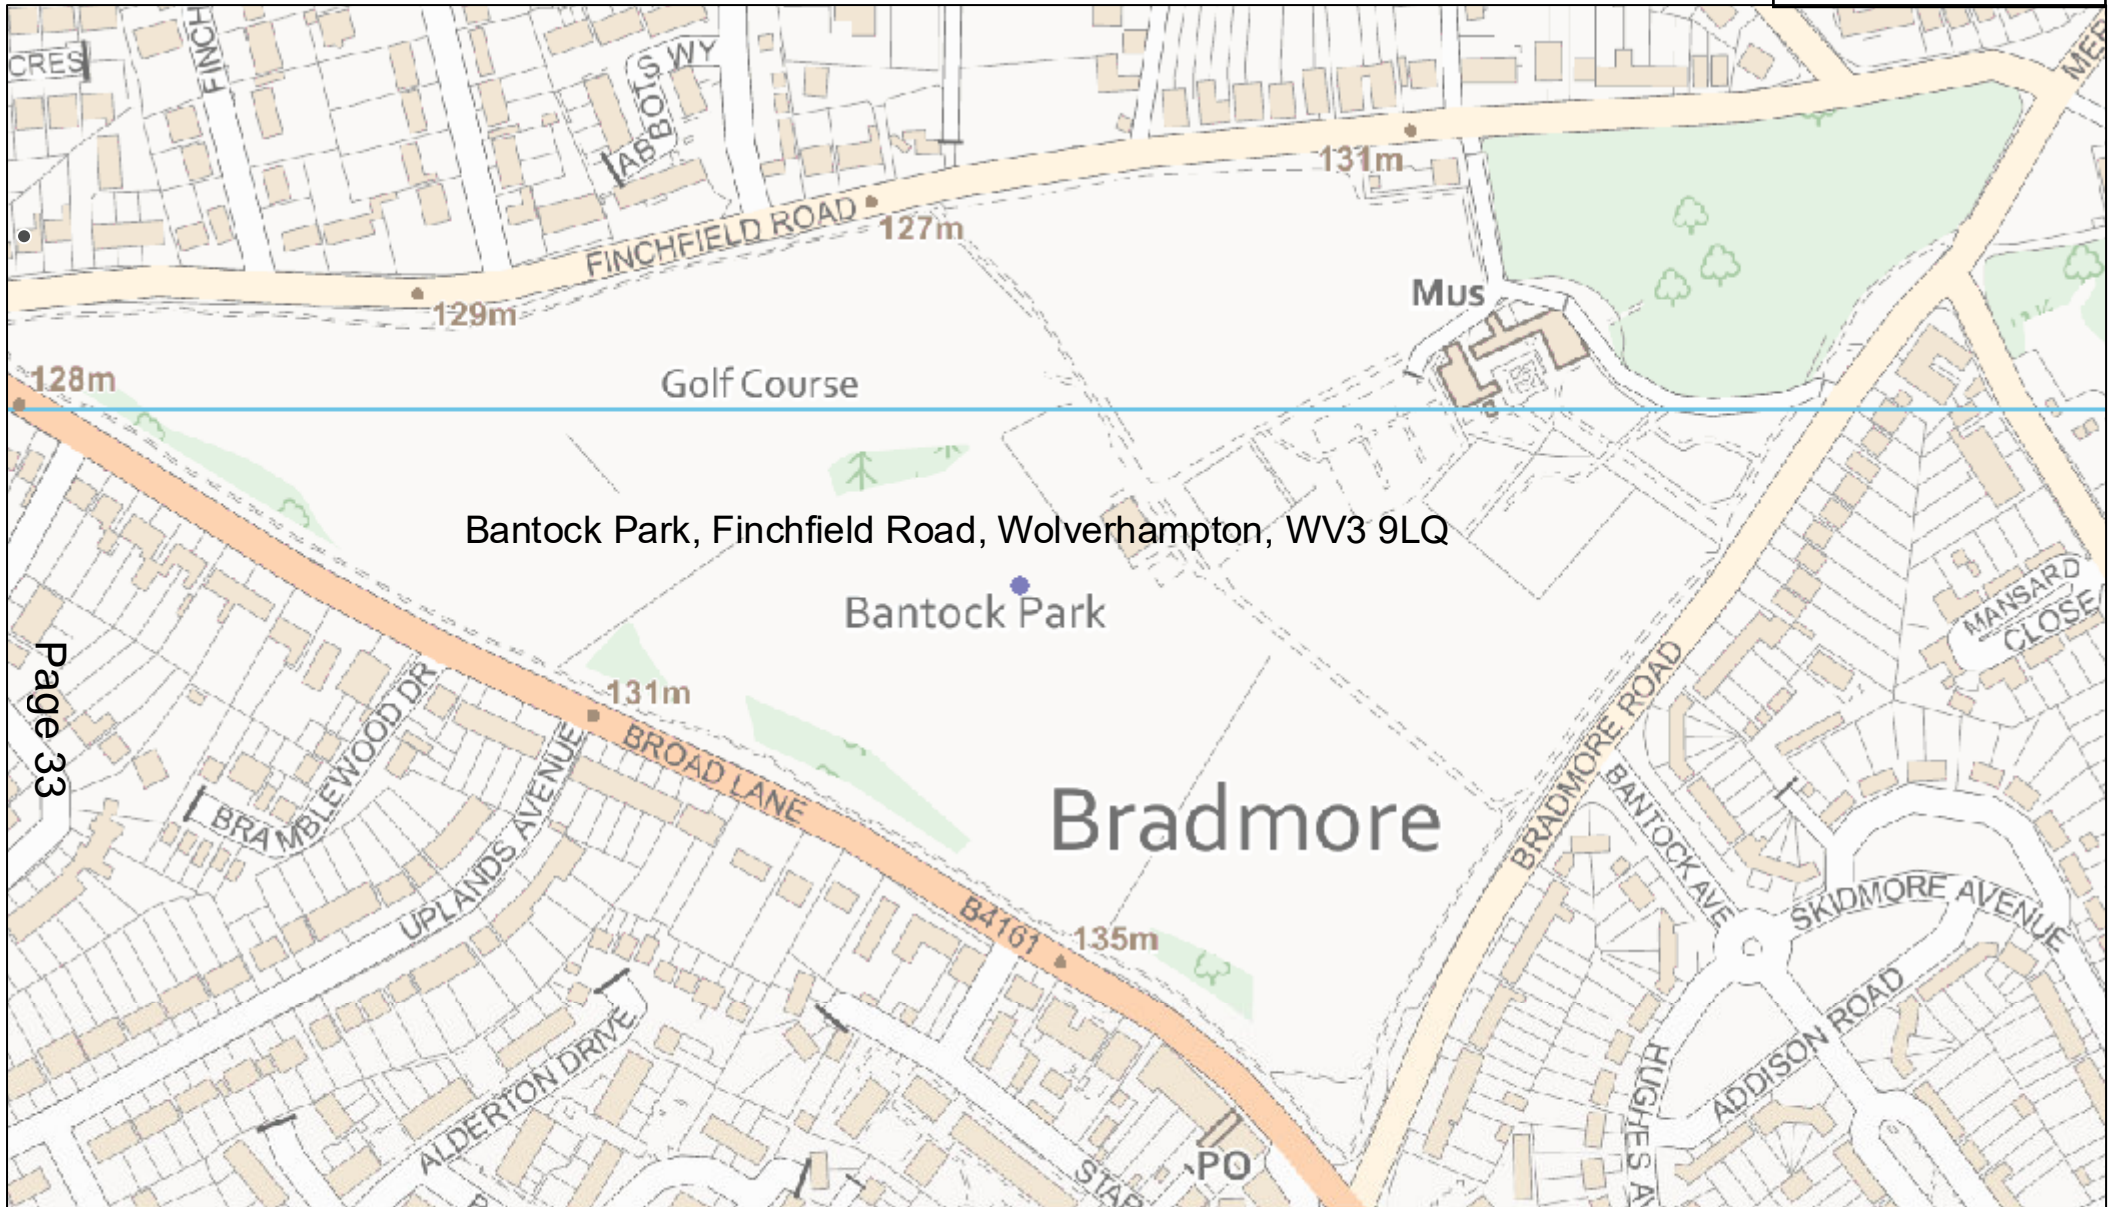 CRES
FINCH
ABBOTS WY
MER
131m
FINCHFIELD ROAD
127m
Mus
129m
128m
Golf Course
Bantock Park, Finchfield Road, Wolverhampton, WV3 9LQ
Bantock Park
MANSARD
CLOSE
Page 33
131m
BRAMBLEWOOD DR
BROAD LANE
BRADMORE ROAD
Bradmore
UPLANDS AVENUE
BANTOCK AVE
SKIDMORE AVENUE
B4161
135m
ADDISON ROAD
ALDERTON DRIVE
HUGHES AV
PO
STAR